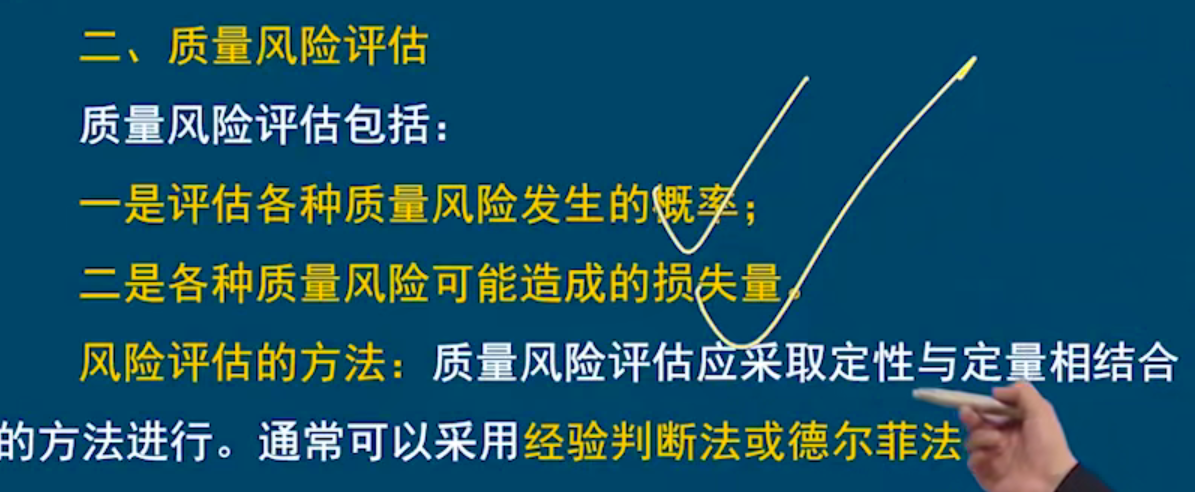 二、质量风险评估
质量风险评估包括：
一是评估各种质量风险发生的概率；
二是各种质量风险可能造成的损失量。
风险评估的方法：质量风险评估应采取定性与定量相结合
的方法进行。通常可以采用经验判断法或德尔菲法